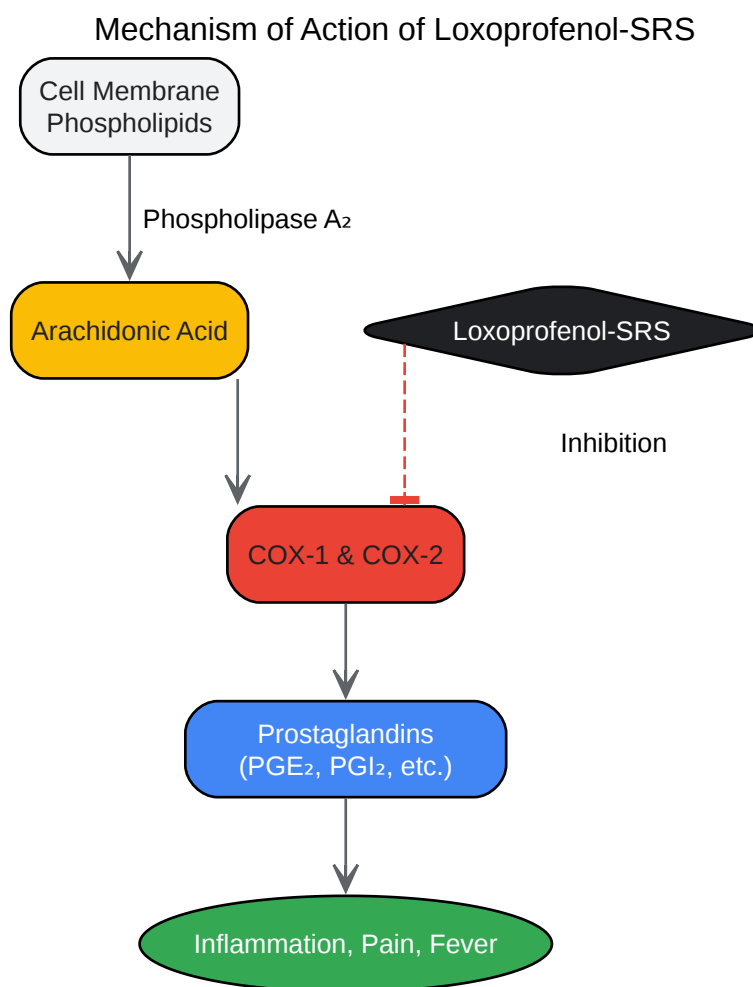 Mechanism of Action of Loxoprofenol-SRS
Cell Membrane
Phospholipids
Phospholipase A₂
Arachidonic Acid
Loxoprofenol-SRS
Inhibition
COX-1 & COX-2
Prostaglandins
(PGE₂, PGI₂, etc.)
Inflammation, Pain, Fever